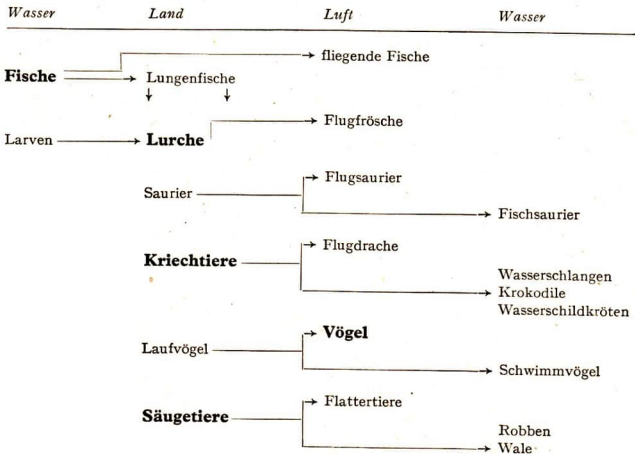 Wasser Land Luft Wasser
fliegende Fische
Fische Lungenfische
Flugfrösche
Larven Lurche
Flugsaurier
Saurier
Fischsaurier
Flugdrache
Kriechtiere
Wasserschlangen
Krokodile
Wasserschildkröten
Vögel
Laufvögel
Schwimmvögel
Flattertiere
Säugetiere
Robben
Wale